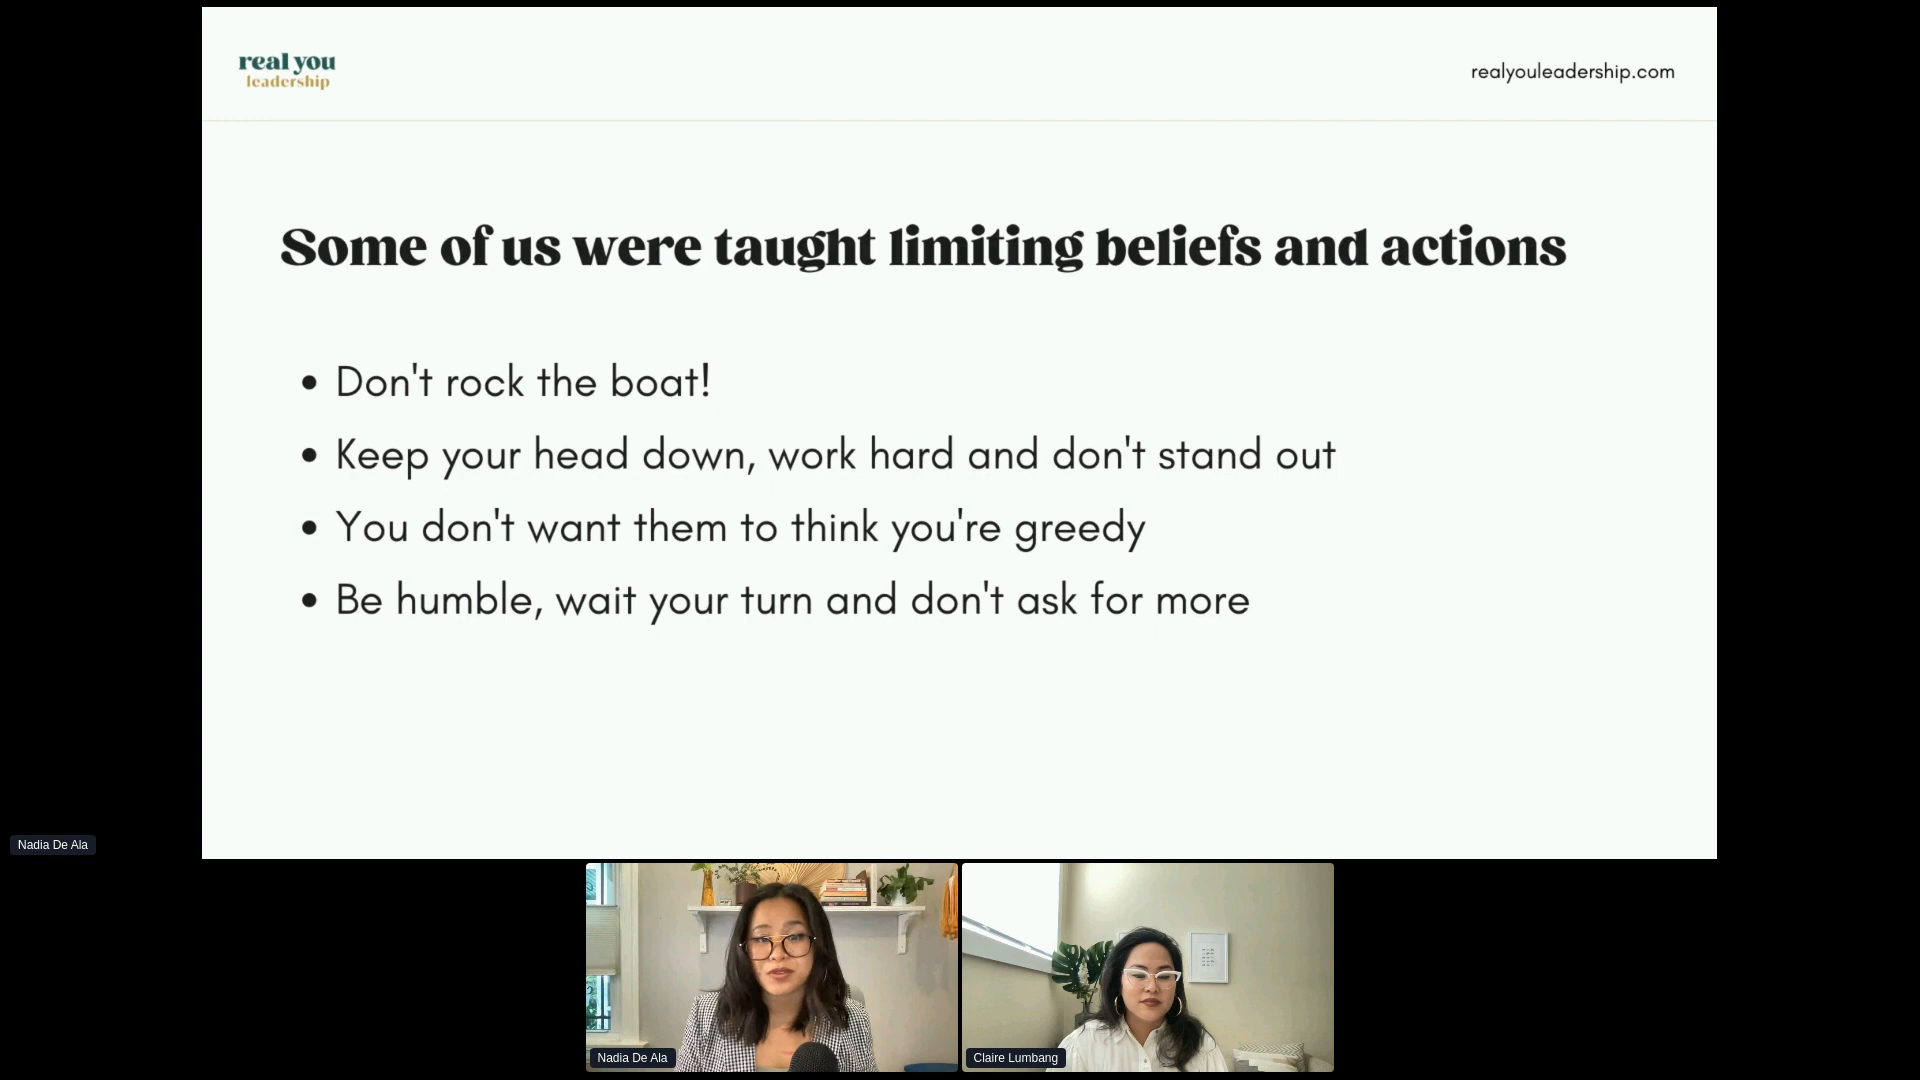 real you
leadership
realyouleadership.com
Some of us were taught limiting beliefs and actions
• Don't rock the boat!
• Keep your head down, work hard and don't stand out
• You don't want them to think you're greedy
• Be humble, wait your turn and don't ask for more
Nadia De Ala
Nadia De Ala
Claire Lumbang